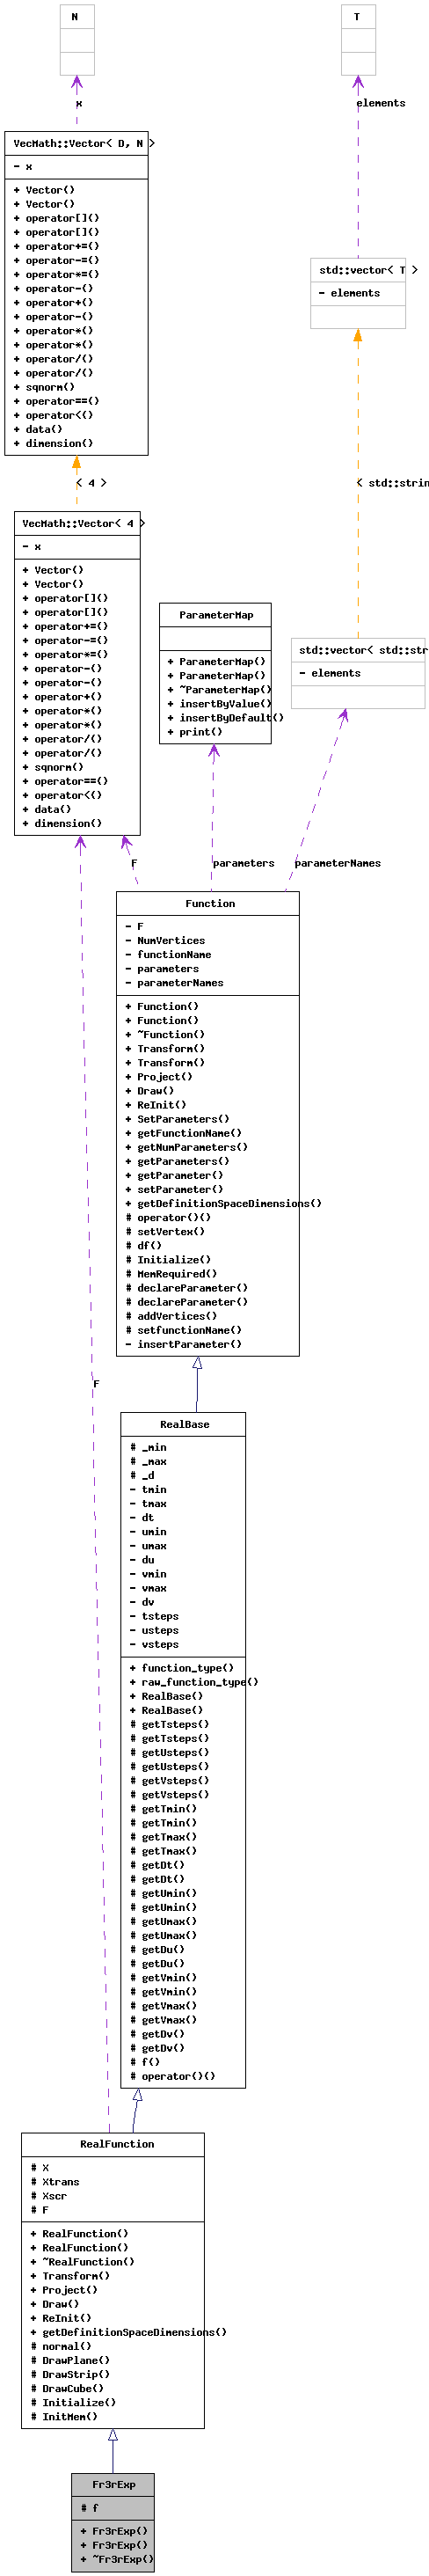 N
T
x
elements
VecMath::Vector< D, N >
- x
+ Vector()
+ Vector()
+ operator[]()
+ operator[]()
+ operator+=()
+ operator-=()
+ operator*=()
+ operator-()
+ operator+()
+ operator-()
+ operator*()
+ operator*()
+ operator/()
+ operator/()
+ sqnorm()
+ operator==()
+ operator<()
+ data()
+ dimension()
std::vector< T >
- elements
< 4 >
< std::strin
VecMath::Vector< 4 >
- x
+ Vector()
+ Vector()
+ operator[]()
+ operator[]()
+ operator+=()
+ operator-=()
+ operator*=()
+ operator-()
+ operator-()
+ operator+()
+ operator*()
+ operator*()
+ operator/()
+ operator/()
+ sqnorm()
+ operator==()
+ operator<()
+ data()
+ dimension()
ParameterMap
+ ParameterMap()
+ ParameterMap()
+ ~ParameterMap()
+ insertByValue()
+ insertByDefault()
+ print()
std::vector< std::str
- elements
F
parameters
parameterNames
Function
- F
- NumVertices
- functionName
- parameters
- parameterNames
+ Function()
+ Function()
+ ~Function()
+ Transform()
+ Transform()
+ Project()
+ Draw()
+ ReInit()
+ SetParameters()
+ getFunctionName()
+ getNumParameters()
+ getParameters()
+ getParameter()
+ setParameter()
+ getDefinitionSpaceDimensions()
# operator()()
# setVertex()
# df()
# Initialize()
# MemRequired()
# declareParameter()
# declareParameter()
# addVertices()
# setfunctionName()
- insertParameter()
F
RealBase
# _min
# _max
# _d
- tmin
- tmax
- dt
- umin
- umax
- du
- vmin
- vmax
- dv
- tsteps
- usteps
- vsteps
+ function_type()
+ raw_function_type()
+ RealBase()
+ RealBase()
# getTsteps()
# getTsteps()
# getUsteps()
# getUsteps()
# getVsteps()
# getVsteps()
# getTmin()
# getTmin()
# getTmax()
# getTmax()
# getDt()
# getDt()
# getUmin()
# getUmin()
# getUmax()
# getUmax()
# getDu()
# getDu()
# getVmin()
# getVmin()
# getVmax()
# getVmax()
# getDv()
# getDv()
# f()
# operator()()
RealFunction
# X
# Xtrans
# Xscr
# F
+ RealFunction()
+ RealFunction()
+ ~RealFunction()
+ Transform()
+ Project()
+ Draw()
+ ReInit()
+ getDefinitionSpaceDimensions()
# normal()
# DrawPlane()
# DrawStrip()
# DrawCube()
# Initialize()
# InitMem()
Fr3rExp
# f
+ Fr3rExp()
+ Fr3rExp()
+ ~Fr3rExp()